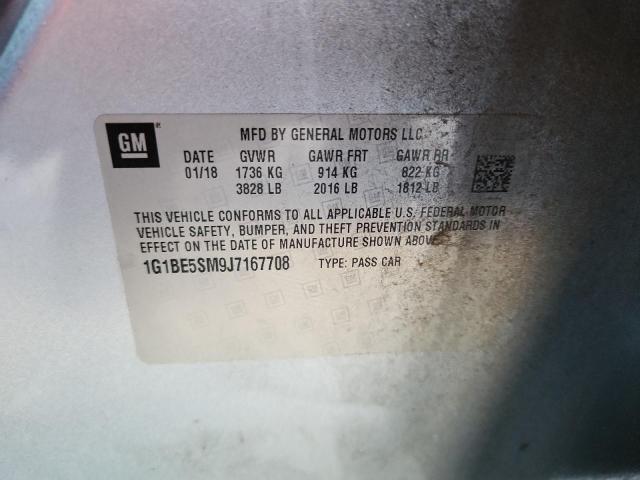 GM
MFD BY GENERAL MOTORS LLC
DATE GVWR GAWR FRT GAWR RR
01/18 1736 KG 914 KG 822 KG
3828 LB 2016 LB 1812 LB
THIS VEHICLE CONFORMS TO ALL APPLICABLE U.S. FEDERAL MOTOR
VEHICLE SAFETY, BUMPER, AND THEFT PREVENTION STANDARDS IN
EFFECT ON THE DATE OF MANUFACTURE SHOWN ABOVE.
1G1BE5SM9J7167708 TYPE: PASS CAR